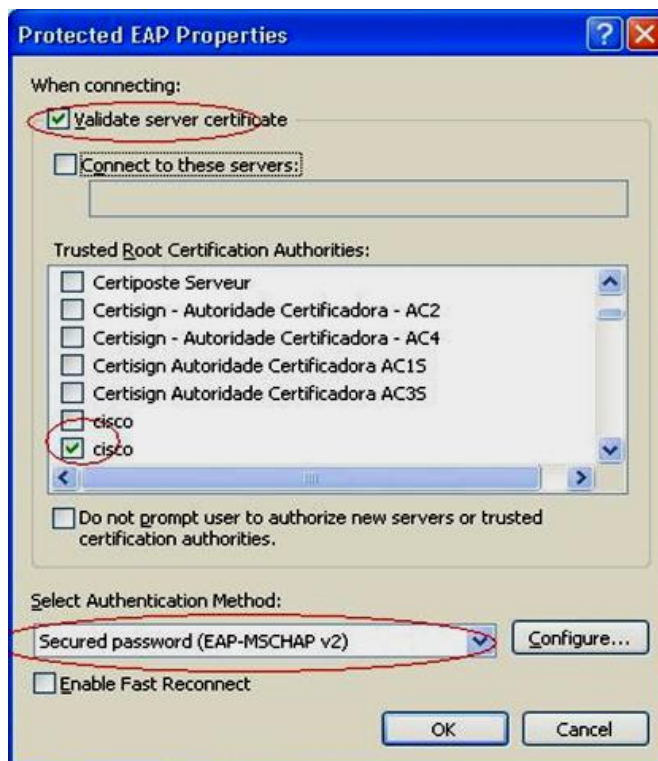 Protected EAP Properties
When connecting:
Validate server certificate
Connect to these servers:
Trusted Root Certification Authorities:
Certiposte Serveur
Certisign - Autoridade Certificadora - AC2
Certisign - Autoridade Certificadora - AC4
Certisign Autoridade Certificadora AC1S
Certisign Autoridade Certificadora AC3S
cisco
cisco
Do not prompt user to authorize new servers or trusted
certification authorities.
Select Authentication Method:
Secured password (EAP-MSCHAP v2)
Configure...
Enable Fast Reconnect
OK
Cancel